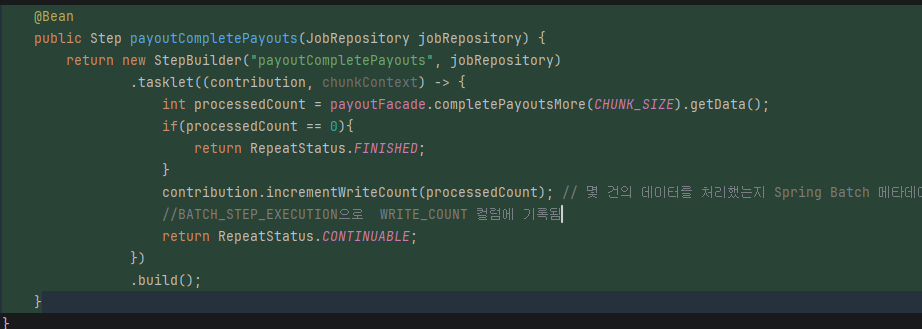 @Bean
public Step payoutCompletePayouts(JobRepository jobRepository) {
return new StepBuilder("payoutCompletePayouts", jobRepository)
.tasklet((contribution, chunkContext) -> {
int processedCount = payoutFacade.completePayoutsMore(CHUNK_SIZE).getData();
if(processedCount == 0){
return RepeatStatus.FINISHED;
}
contribution.incrementWriteCount(processedCount); // 몇 건의 데이터를 처리했는지 Spring Batch 메타데이
//BATCH_STEP_EXECUTION으로  WRITE_COUNT 컬럼에 기록됨
return RepeatStatus.CONTINUABLE;
})
.build();
}
}